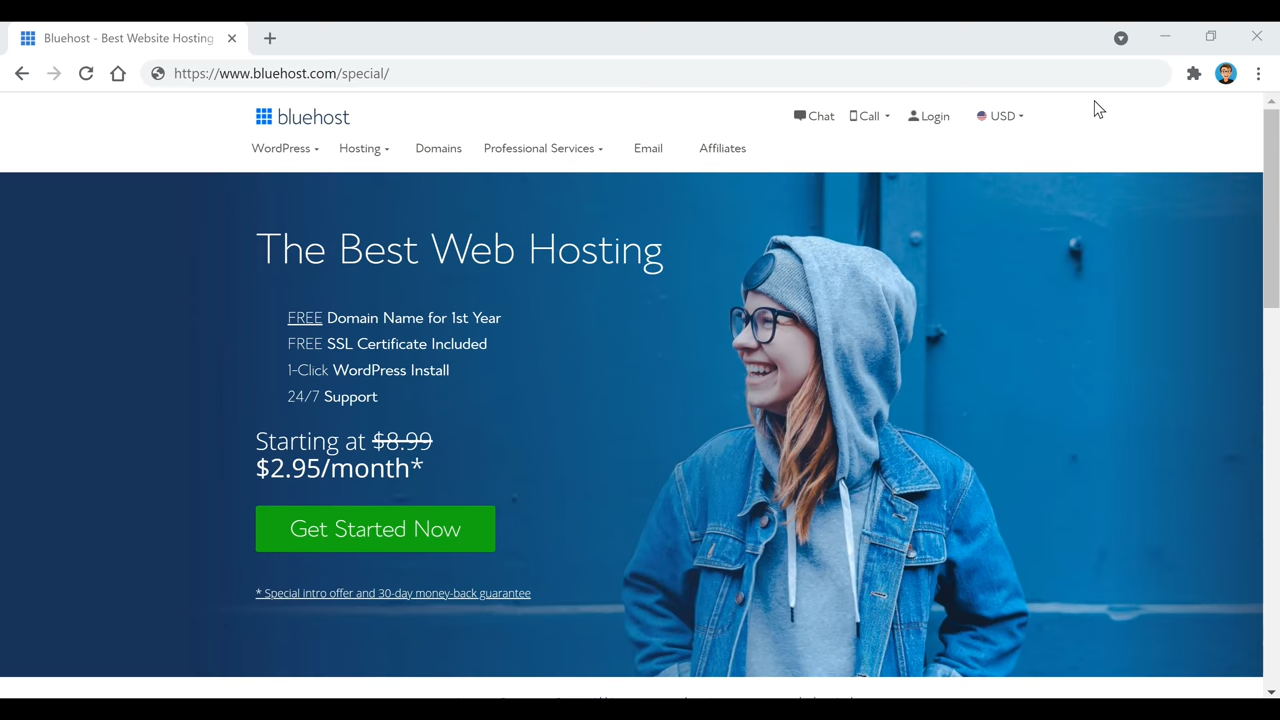 Bluehost - Best Website Hosting
https://www.bluehost.com/special/
bluehost
Chat Call Login USD
WordPress Hosting Domains Professional Services Email Affiliates
The Best Web Hosting
FREE Domain Name for 1st Year
FREE SSL Certificate Included
1-Click WordPress Install
24/7 Support
Starting at $8.99
$2.95/month*
Get Started Now
* Special intro offer and 30-day money-back guarantee